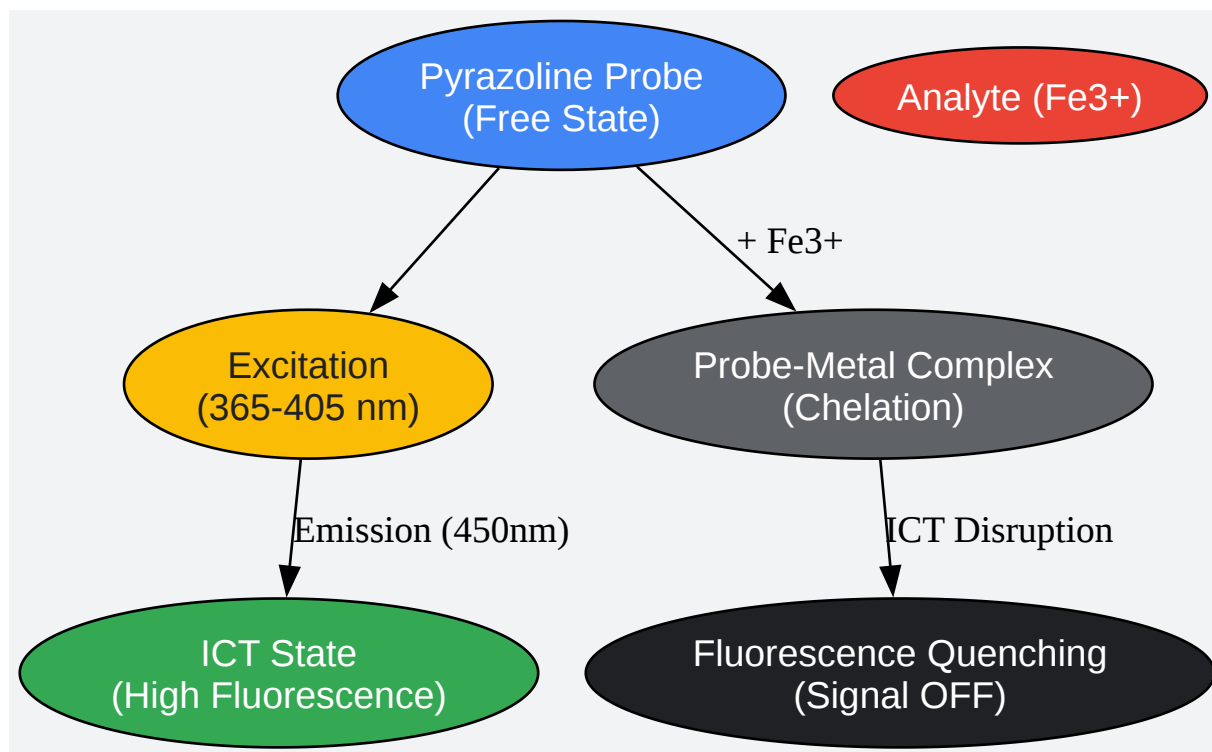 Pyrazoline Probe
(Free State)
Analyte (Fe3+)
+ Fe3+
Excitation
(365-405 nm)
Probe-Metal Complex
(Chelation)
Emission (450nm)
ICT Disruption
ICT State
(High Fluorescence)
Fluorescence Quenching
(Signal OFF)